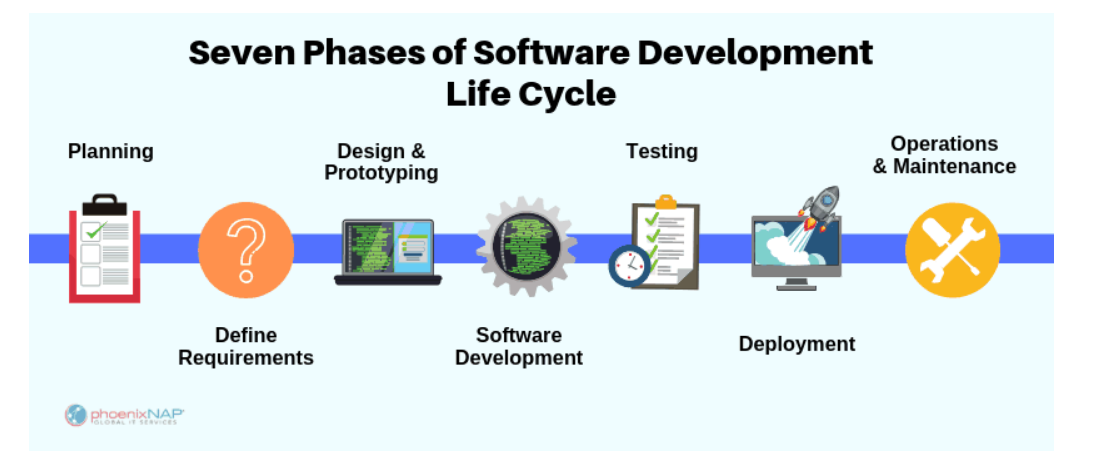 Seven Phases of Software Development
Life Cycle
Planning
Define
Requirements
Design &
Prototyping
Software
Development
Testing
Deployment
Operations
& Maintenance
phoenixNAP
GLOBAL IT SERVICES